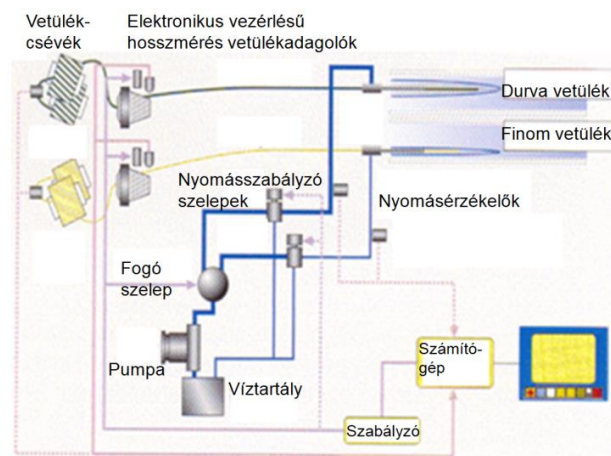 Vetülék-
csévék
Elektronikus vezérlésű
hosszmérés vetülékadagolók
Durva vetülék
Finom vetülék
Nyomásszabályzó
szelepek
Nyomásérzékelők
Fogó
szelep
Pumpa
Víztartály
Számító-
gép
Szabályzó